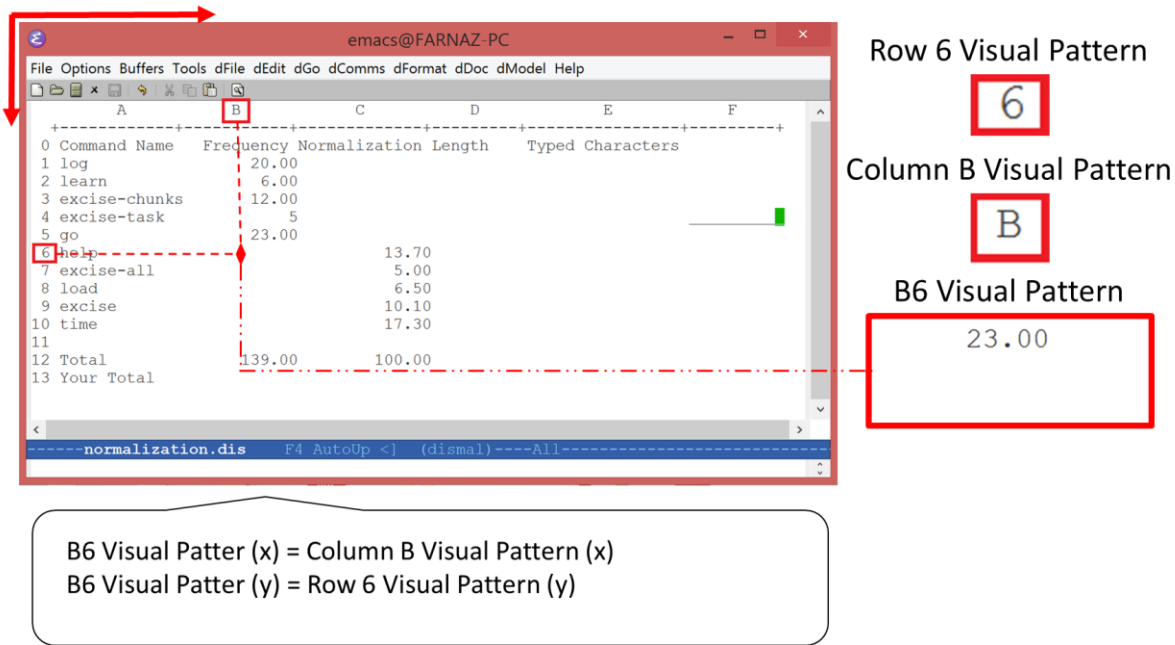 emacs@FARNAZ-PC
File Options Buffers Tools dFile dEdit dGo dComms dFormat dDoc dModel Help
A B C D E F
+------------+-----------+-------------+---------+----------------+---------+
0 Command Name Frequency Normalization Length Typed Characters
1 log 20.00
2 learn 6.00
3 excise-chunks 12.00
4 excise-task 5
5 go 23.00
6 help 13.70
7 excise-all 5.00
8 load 6.50
9 excise 10.10
10 time 17.30
11
12 Total 139.00 100.00
13 Your Total
------normalization.dis F4 AutoUp <] (dismal)----All----------------------------
Row 6 Visual Pattern
6
Column B Visual Pattern
B
B6 Visual Pattern
23.00
B6 Visual Patter (x) = Column B Visual Pattern (x)
B6 Visual Patter (y) = Row 6 Visual Pattern (y)